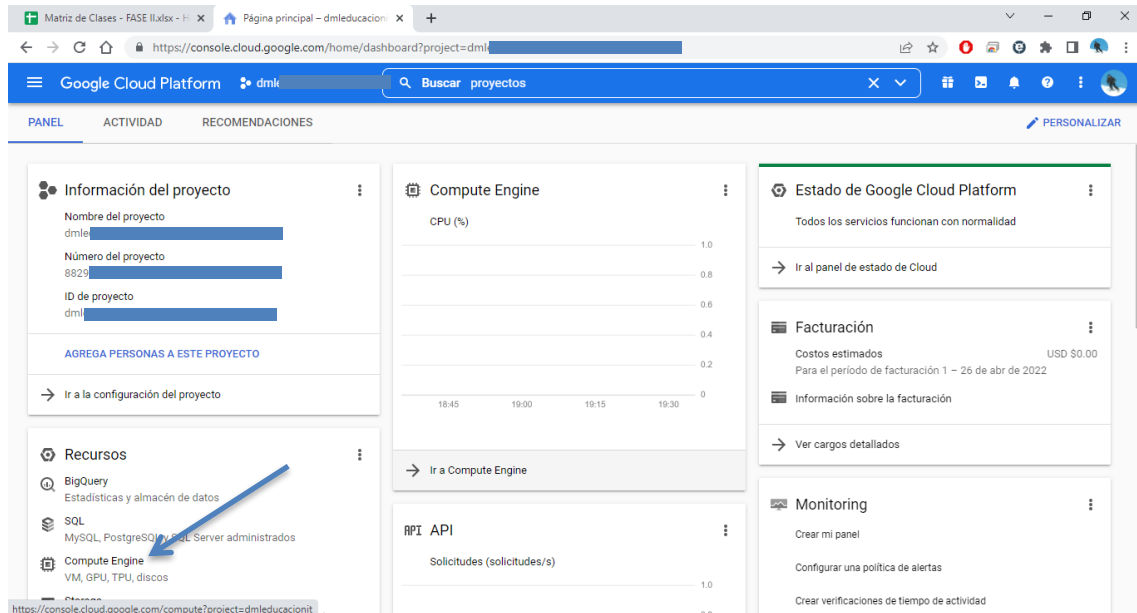 Matriz de Clases - FASE II.xlsx - H
Página principal – dmleducacioni
https://console.cloud.google.com/home/dashboard?project=dml
Google Cloud Platform
dmle
Buscar proyectos
PANEL
ACTIVIDAD
RECOMENDACIONES
PERSONALIZAR
Información del proyecto
Nombre del proyecto
dmle
Número del proyecto
8829
ID de proyecto
dml
AGREGA PERSONAS A ESTE PROYECTO
Ir a la configuración del proyecto
Recursos
BigQuery
Estadísticas y almacén de datos
SQL
MySQL, PostgreSQL y SQL Server administrados
Compute Engine
VM, GPU, TPU, discos
Storage
https://console.cloud.google.com/compute?project=dmleducacionit
Compute Engine
CPU (%)
1.0
0.8
0.6
0.4
0.2
0
18:45 19:00 19:15 19:30
Ir a Compute Engine
API API
Solicitudes (solicitudes/s)
1.0
Estado de Google Cloud Platform
Todos los servicios funcionan con normalidad
Ir al panel de estado de Cloud
Facturación
Costos estimados USD $0.00
Para el período de facturación 1 – 26 de abr de 2022
Información sobre la facturación
Ver cargos detallados
Monitoring
Crear mi panel
Configurar una política de alertas
Crear verificaciones de tiempo de actividad